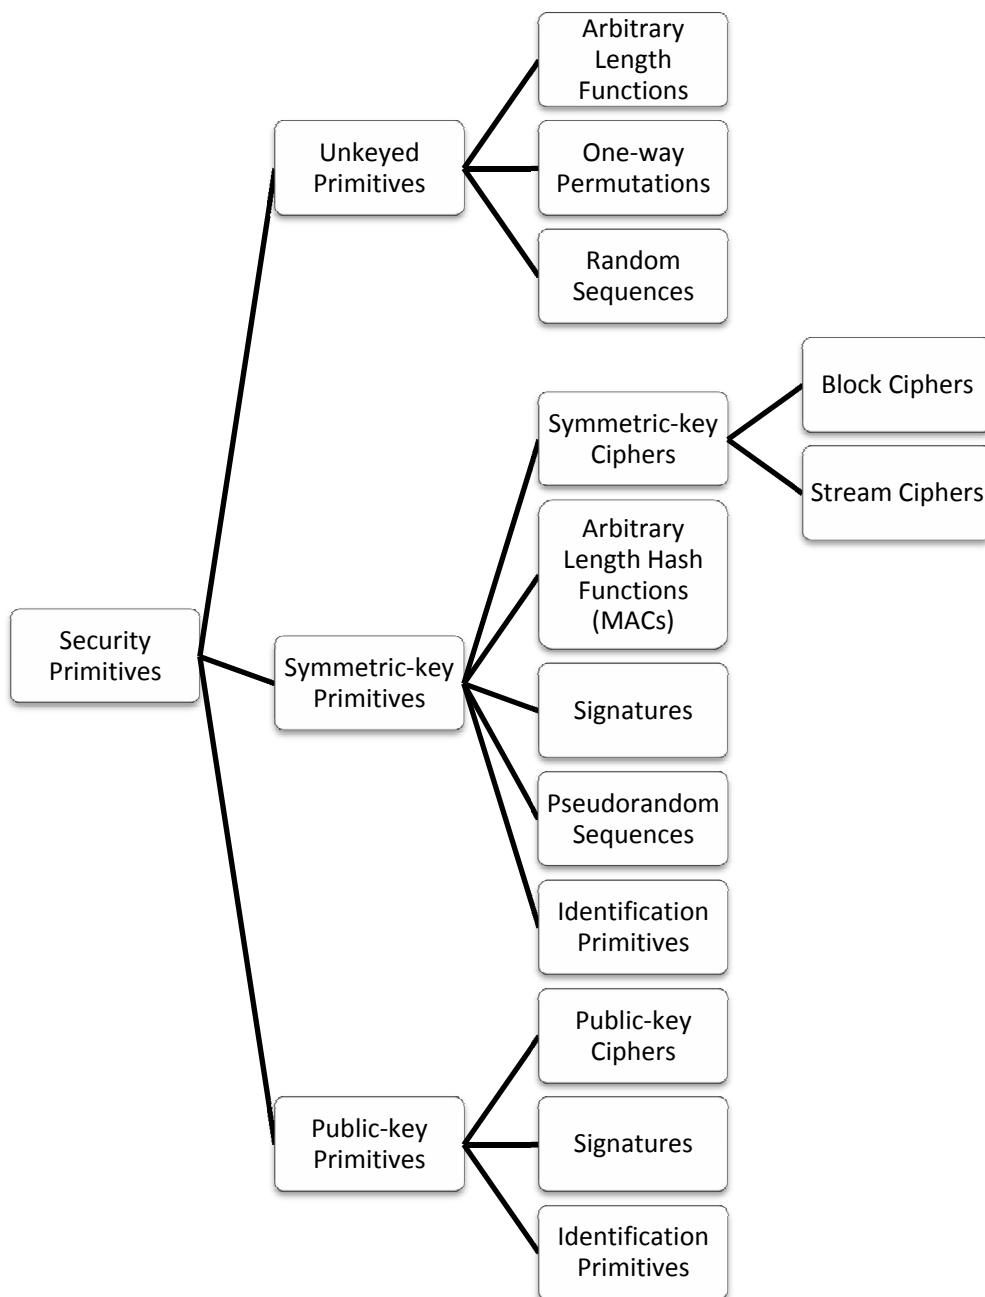 Arbitrary
Length
Functions
Unkeyed
Primitives
One-way
Permutations
Random
Sequences
Block Ciphers
Symmetric-key
Ciphers
Stream Ciphers
Arbitrary
Length Hash
Functions
(MACs)
Security
Primitives
Symmetric-key
Primitives
Signatures
Pseudorandom
Sequences
Identification
Primitives
Public-key
Ciphers
Public-key
Primitives
Signatures
Identification
Primitives